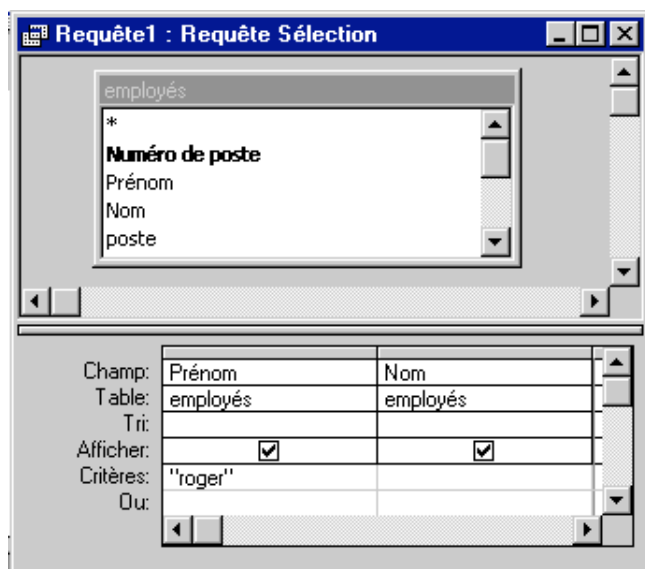 Requête1 : Requête Sélection
employés
*
Numéro de poste
Prénom
Nom
poste
Champ: Prénom Nom
Table: employés employés
Tri:
Afficher:
Critères: "roger"
Ou: